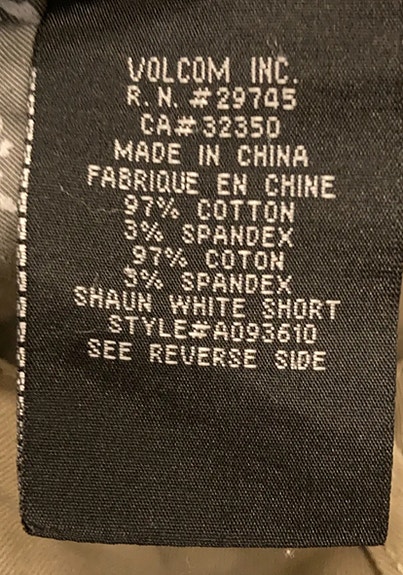 VOLCOM INC.
R.N. #29745
CA#32350
MADE IN CHINA
FABRIQUE EN CHINE
97% COTTON
3% SPANDEX
97% COTON
3% SPANDEX
SHAUN WHITE SHORT
STYLE#A093610
SEE REVERSE SIDE